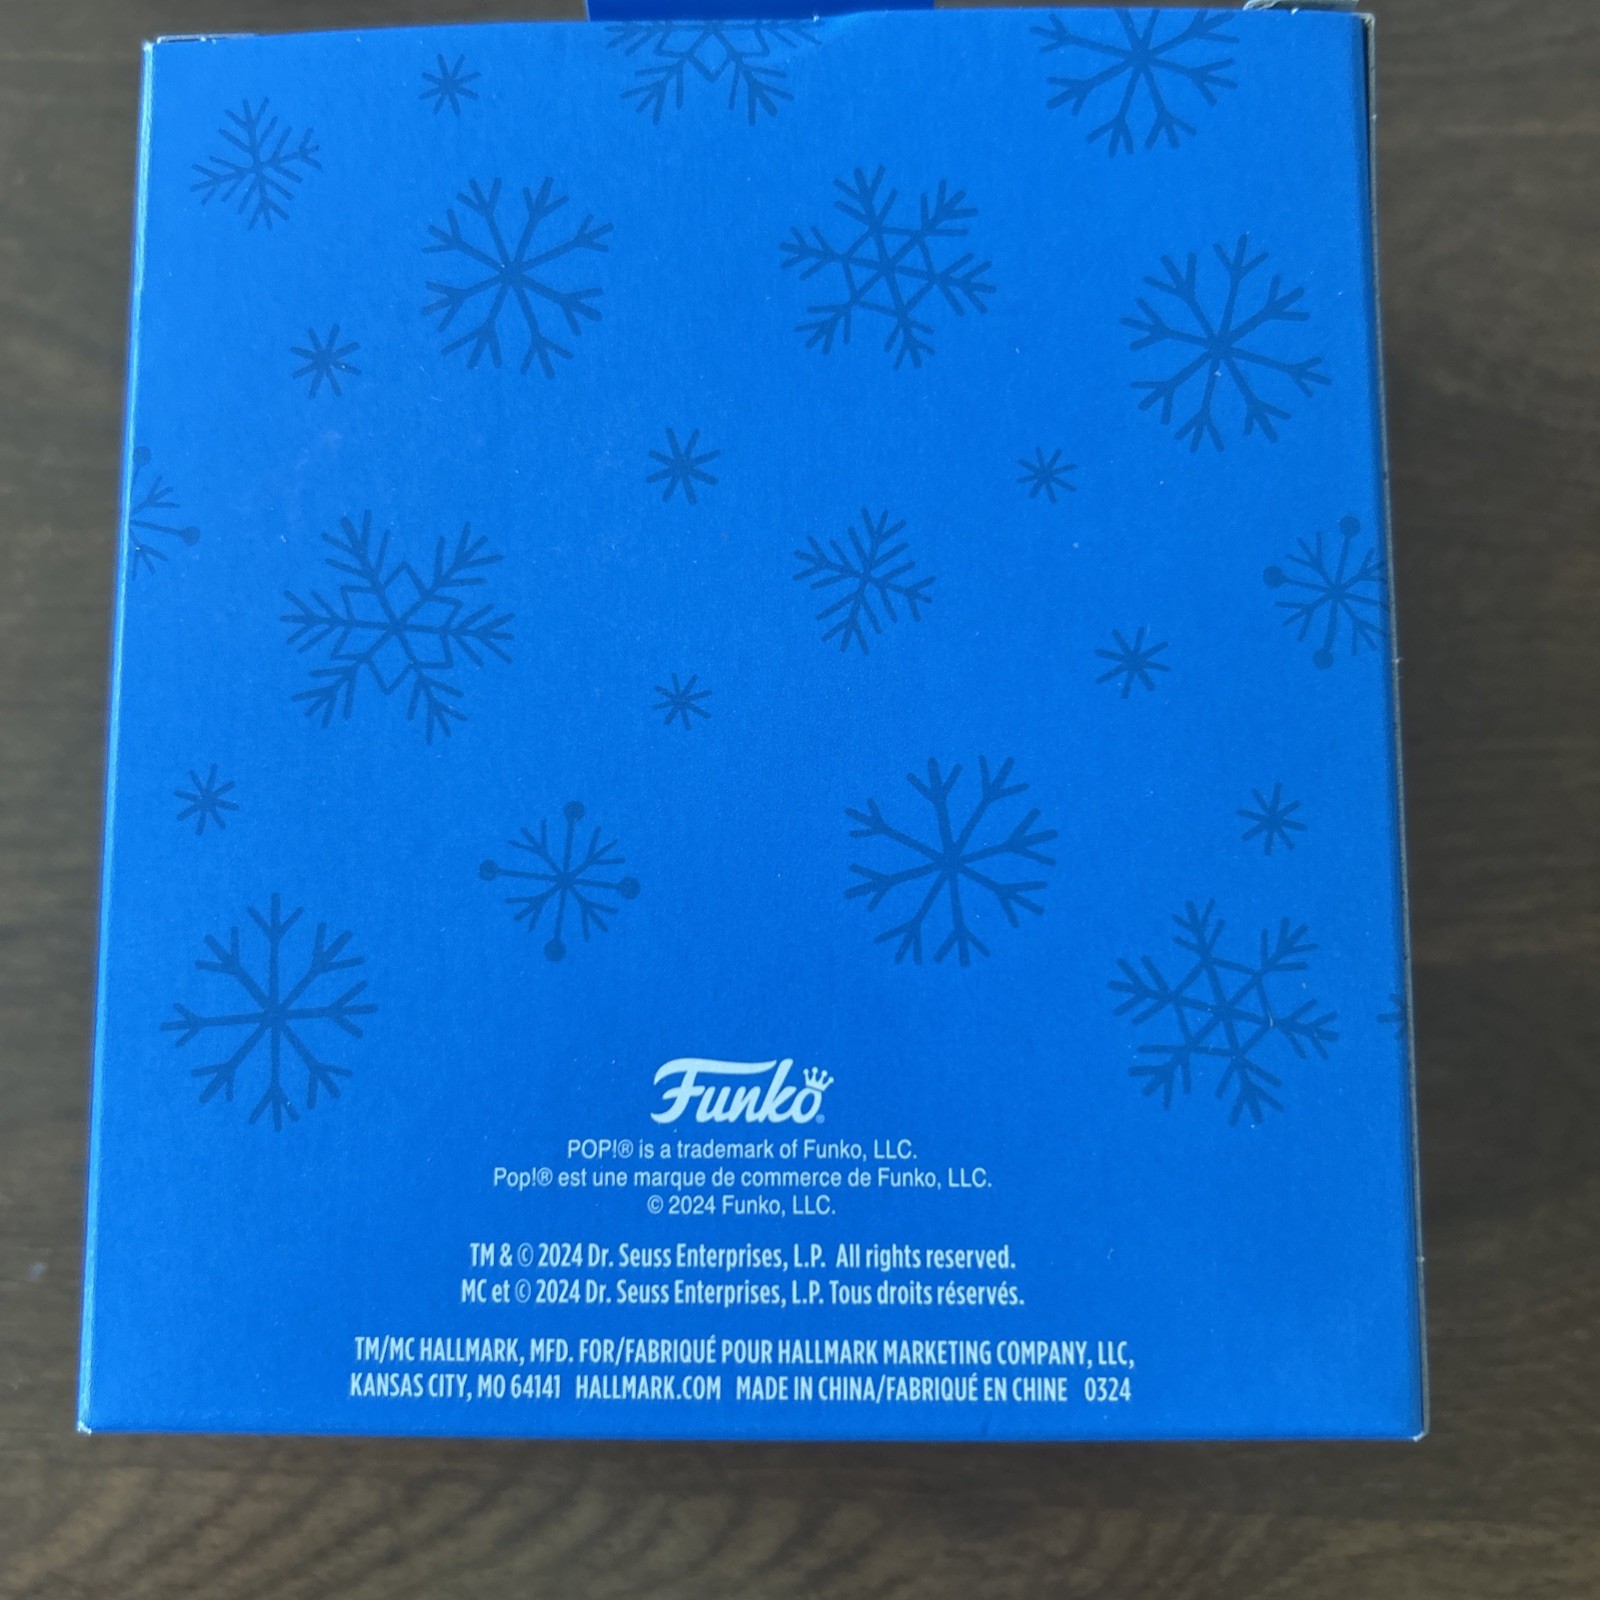 Funko®
POP!® is a trademark of Funko, LLC.
Pop!® est une marque de commerce de Funko, LLC.
© 2024 Funko, LLC.
TM & © 2024 Dr. Seuss Enterprises, L.P. All rights reserved.
MC et © 2024 Dr. Seuss Enterprises, L.P. Tous droits réservés.
TM/MC HALLMARK, MFD. FOR/FABRIQUÉ POUR HALLMARK MARKETING COMPANY, LLC,
KANSAS CITY, MO 64141 HALLMARK.COM MADE IN CHINA/FABRIQUÉ EN CHINE 0324